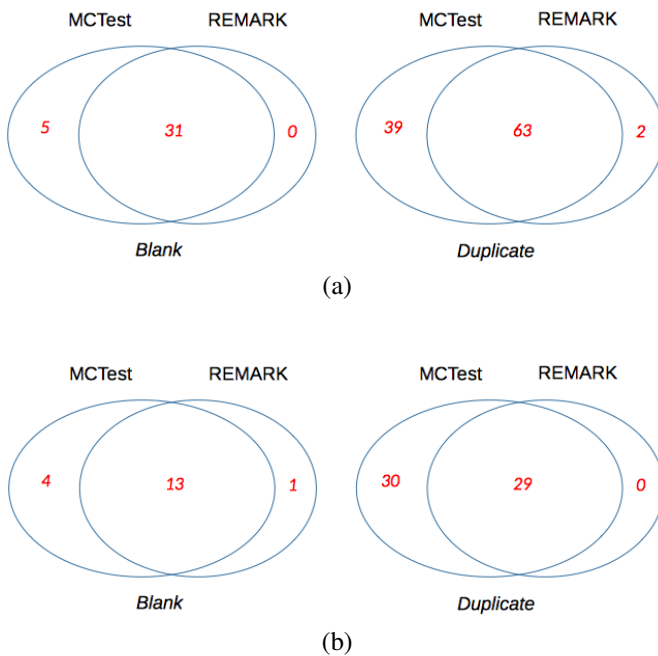 MCTest REMARK MCTest REMARK
5 31 0 39 63 2
Blank Duplicate
(a)
MCTest REMARK MCTest REMARK
4 13 1 30 29 0
Blank Duplicate
(b)